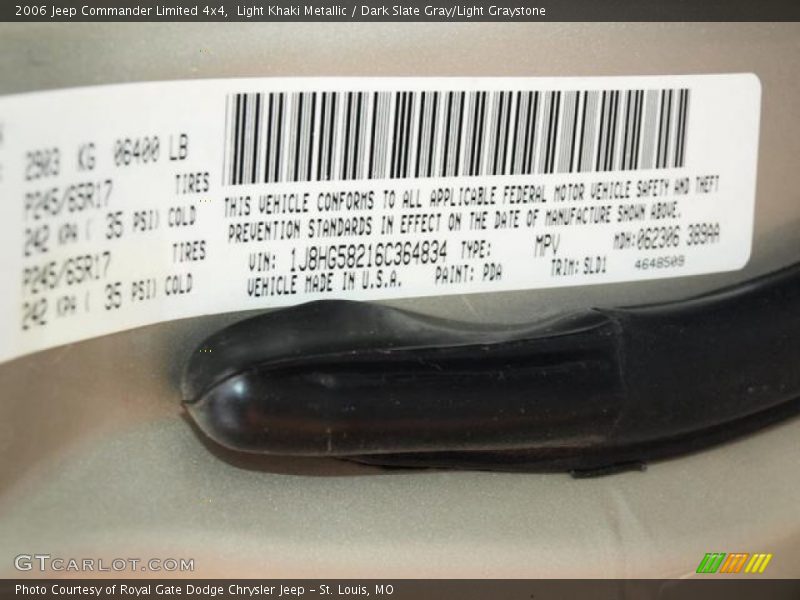 2006 Jeep Commander Limited 4x4,  Light Khaki Metallic / Dark Slate Gray/Light Graystone
2903 KG 06400 LB
P245/65R17 TIRES
242 KPA ( 35 PSI) COLD
P245/65R17 TIRES
242 KPA ( 35 PSI) COLD
THIS VEHICLE CONFORMS TO ALL APPLICABLE FEDERAL MOTOR VEHICLE SAFETY AND THEFT
PREVENTION STANDARDS IN EFFECT ON THE DATE OF MANUFACTURE SHOWN ABOVE.
VIN: 1J8HG58216C364834 TYPE: MPV MDH:062306 389AA
VEHICLE MADE IN U.S.A. PAINT: PDA TRIM: SLD1 4648509
GTCARLOT.COM
Photo Courtesy of Royal Gate Dodge Chrysler Jeep – St. Louis, MO